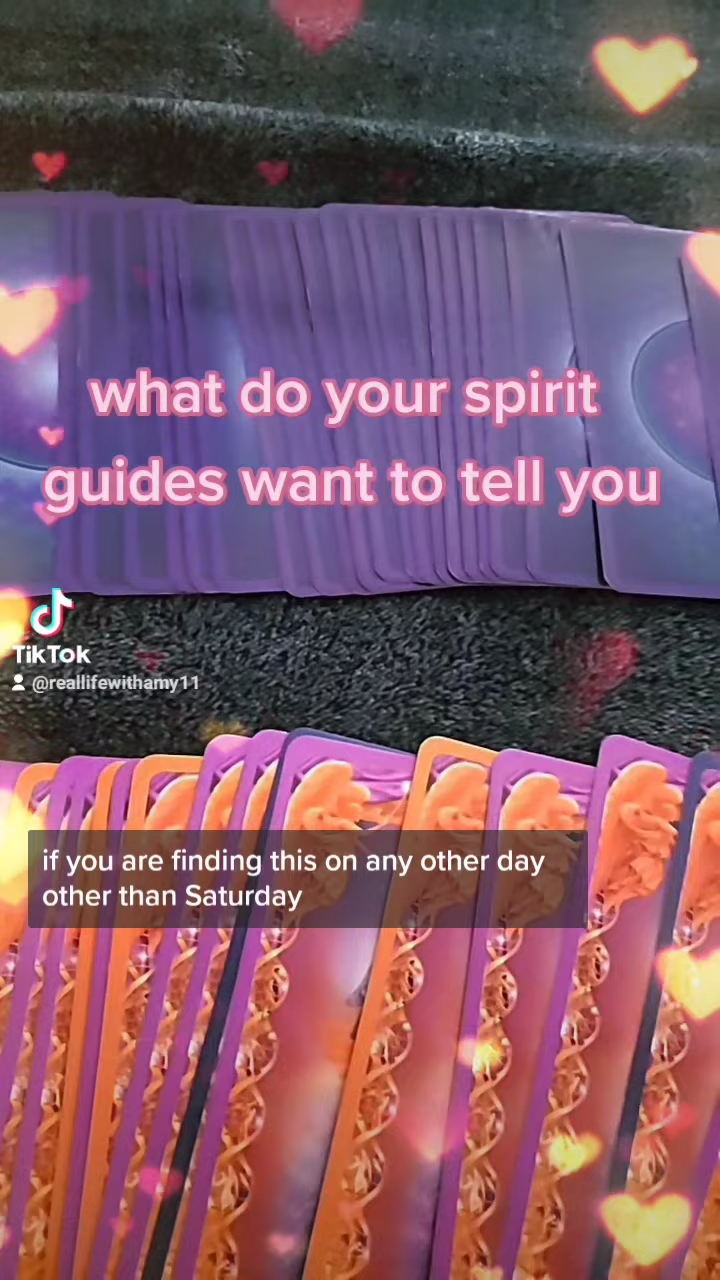 what do your spirit
guides want to tell you
TikTok
@reallifewithamy11
if you are finding this on any other day
other than Saturday